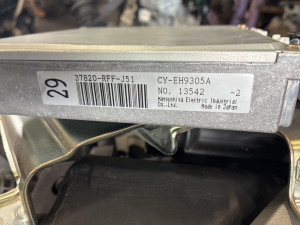 29
37820-RFF-J51
CY-EH9305A
NO. 13542 -2
Matsushita Electric Industrial
Co.,Ltd. Made in Japan